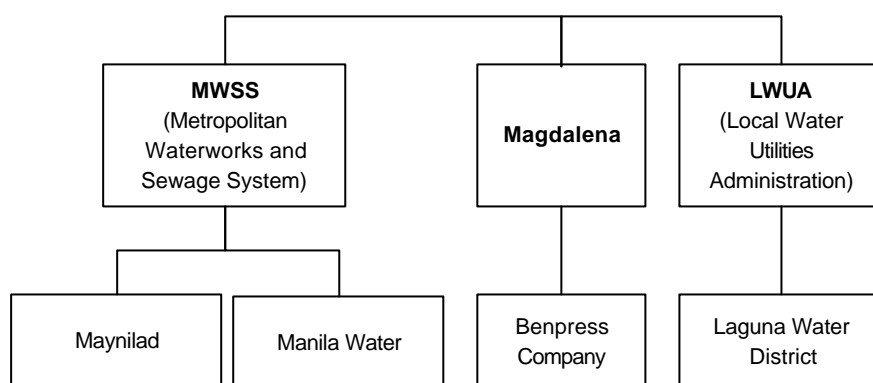 MWSS
(Metropolitan
Waterworks and
Sewage System)
Magdalena
LWUA
(Local Water
Utilities
Administration)
Maynilad
Manila Water
Benpress
Company
Laguna Water
District